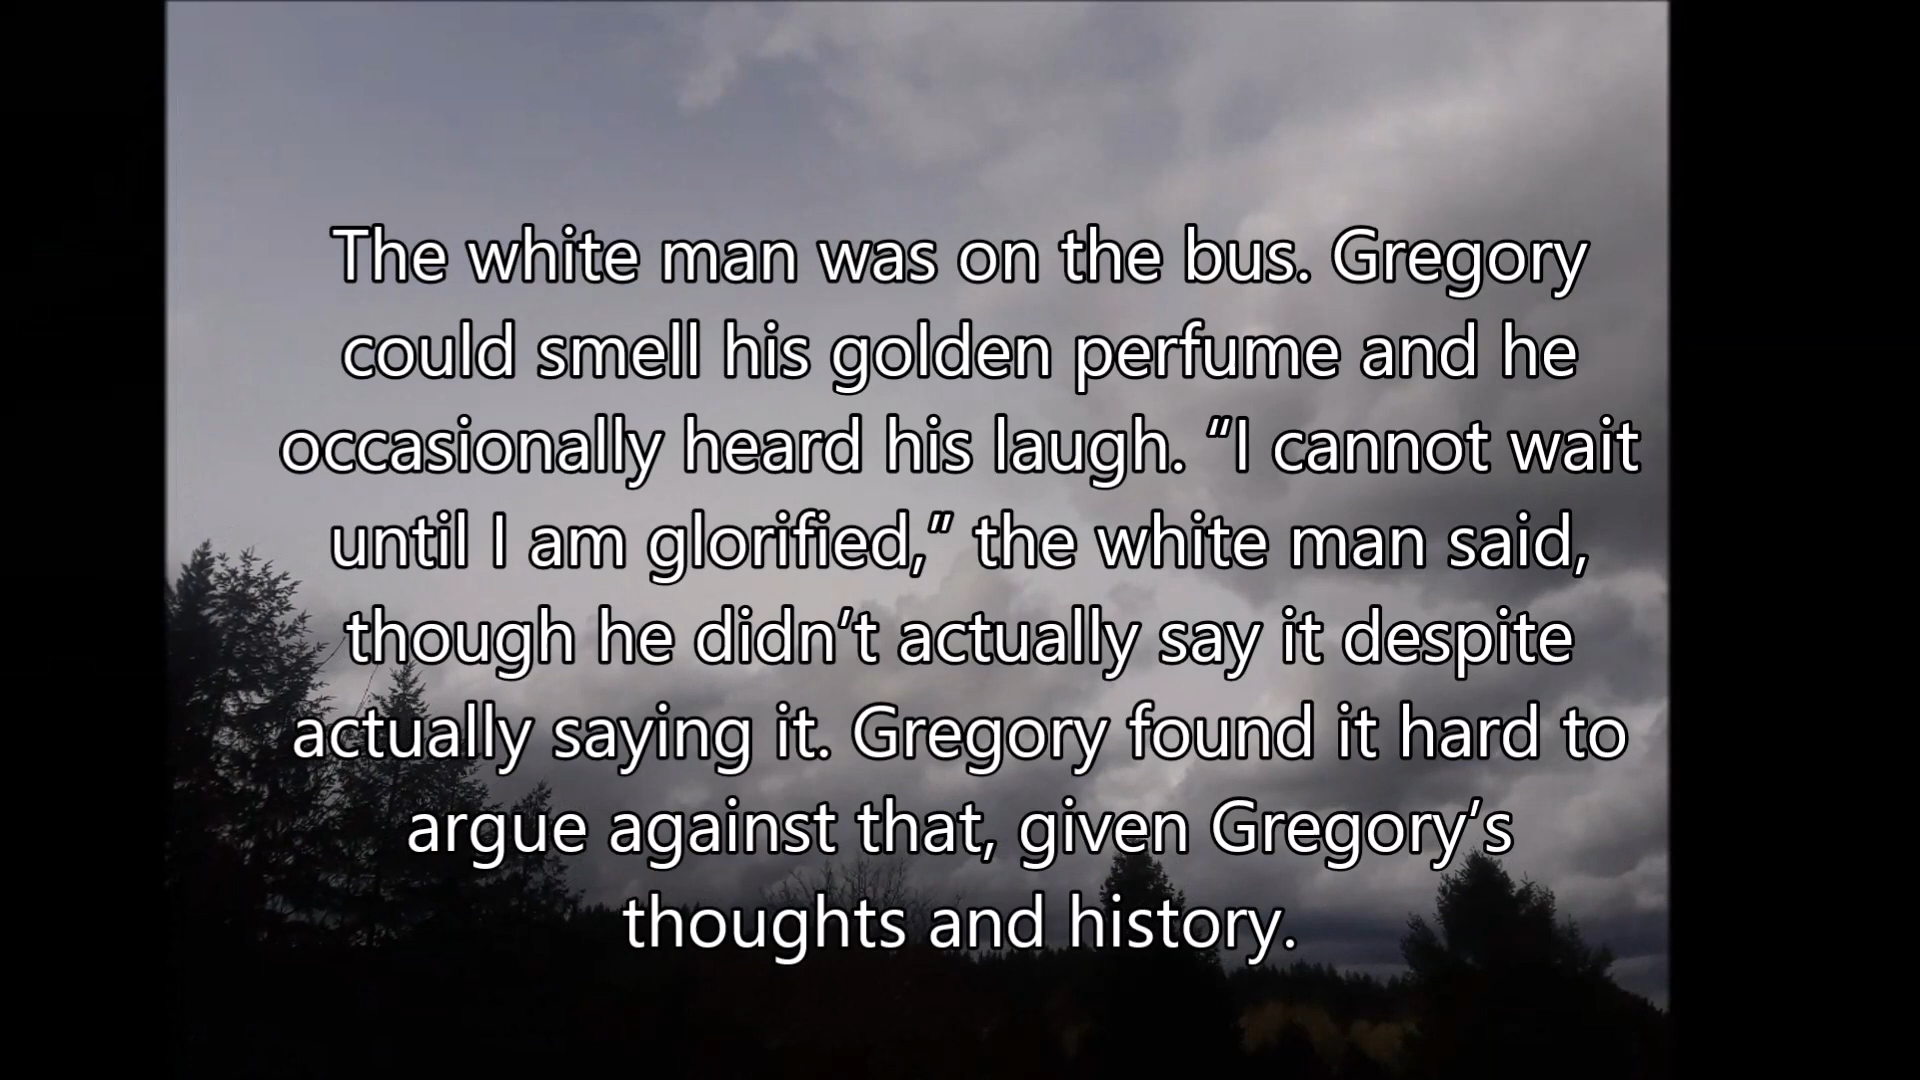 The white man was on the bus. Gregory
could smell his golden perfume and he
occasionally heard his laugh. “I cannot wait
until I am glorified,” the white man said,
though he didn’t actually say it despite
actually saying it. Gregory found it hard to
argue against that, given Gregory’s
thoughts and history.